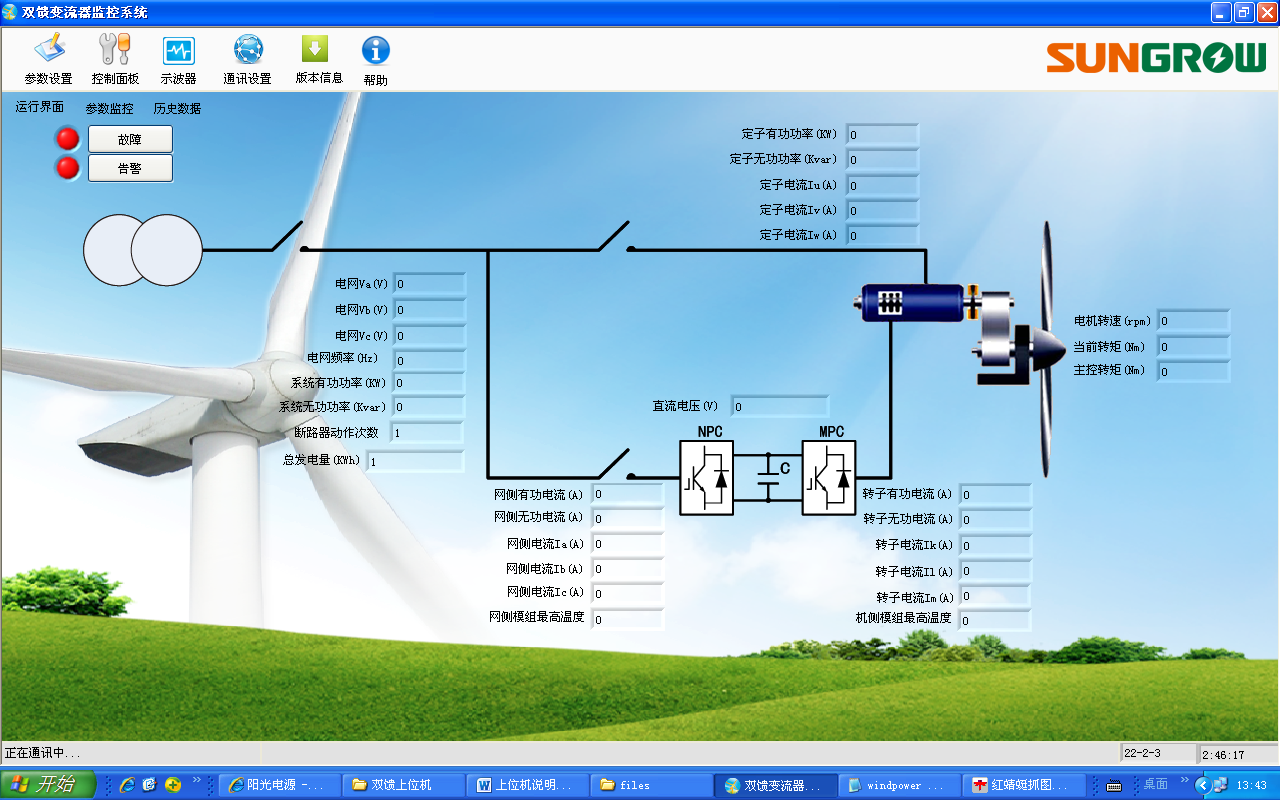 双馈变流器监控系统
参数设置 控制面板 示波器 通讯设置 版本信息 帮助
SUNGROW
运行界面 参数监控 历史数据
故障
告警
定子有功功率(KW) 0
定子无功功率(Kvar) 0
定子电流Iu(A) 0
定子电流Iv(A) 0
定子电流Iw(A) 0
电网Va(V) 0
电网Vb(V) 0
电网Vc(V) 0
电网频率(Hz) 0
系统有功功率(KW) 0
系统无功功率(Kvar) 0
断路器动作次数 1
总发电量(KWh) 1
电机转速(rpm) 0
当前转矩(Nm) 0
主控转矩(Nm) 0
直流电压(V) 0
NPC
MPC
C
网侧有功电流(A) 0
网侧无功电流(A) 0
网侧电流Ia(A) 0
网侧电流Ib(A) 0
网侧电流Ic(A) 0
网侧模组最高温度 0
转子有功电流(A) 0
转子无功电流(A) 0
转子电流Ik(A) 0
转子电流Il(A) 0
转子电流Im(A) 0
机侧模组最高温度 0
正在通讯中... 22-2-3 2:46:17
开始 阳光电源 -... 双馈上位机 上位机说明... files 双馈变流器... windpower ... 红蜻蜓抓图... 桌面 13:43